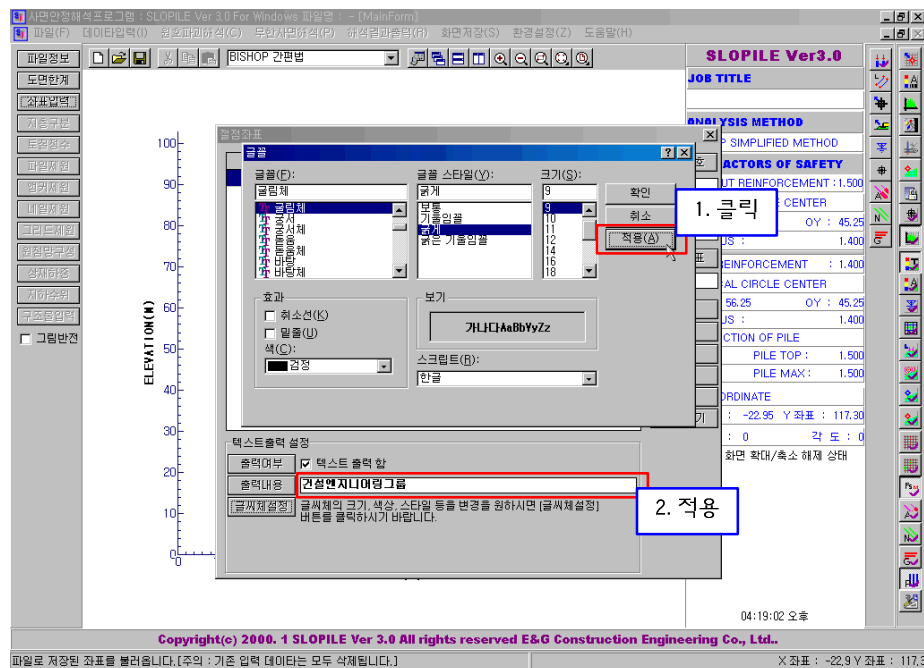 사면안정해석프로그램 : SLOPILE Ver 3,0 For Windows 파일명 : - [MainForm]
파일(F) 데이타입력(I) 원호파괴해석(C) 무한사면해석(P) 해석결과출력(R) 화면저장(S) 환경설정(Z) 도움말(H)
파일정보
도면한계
좌표입력
지층구분
토질정수
파일제원
앵커제원
네일제원
그리드제원
원점망구성
상재하중
지하수위
구조물입력
그림반전
BISHOP 간편법
ELEVATION(M)
100
90
80
70
60
50
40
30
20
10
0
0
절점좌표
글꼴
글꼴(F):
굴림체
굴림체
궁서
궁서체
돋움
돋움체
바탕
바탕체
글꼴 스타일(Y):
굵게
보통
기울임꼴
굵게
굵은 기울임꼴
크기(S):
9
9
10
11
12
14
16
18
확인
취소
적용(A)
효과
취소선(K)
밑줄(U)
색(C):
검정
보기
가나다AaBbYyZz
스크립트(R):
한글
1. 클릭
텍스트출력 설정
출력여부
텍스트 출력 함
출력내용
건설엔지니어링그룹
글씨체설정
글씨체의 크기, 색상, 스타일 등을 변경을 원하시면 [글씨체설정]
버튼을 클릭하시기 바랍니다.
2. 적용
SLOPILE Ver3.0
JOB TITLE
ANALYSIS METHOD
SIMPLIFIED METHOD
FACTORS OF SAFETY
REINFORCEMENT : 1.500
CENTER
OY : 45.25
1.400
REINFORCEMENT : 1.400
CIRCLE CENTER
56.25 OY : 45.25
1.400
OF PILE
PILE TOP : 1.500
PILE MAX : 1.500
: -22.95 Y 좌표 : 117.30
: 0 각 도 : 0
화면 확대/축소 해제 상태
04:19:02 오후
Copyright(c) 2000. 1 SLOPILE Ver 3.0 All rights reserved E&G Construction Engineering Co., Ltd..
파일로 저장된 좌표를 불러옵니다.[주의 : 기존 입력 데이타는 모두 삭제됩니다.]
X 좌표 : -22,9 Y 좌표 : 117,3